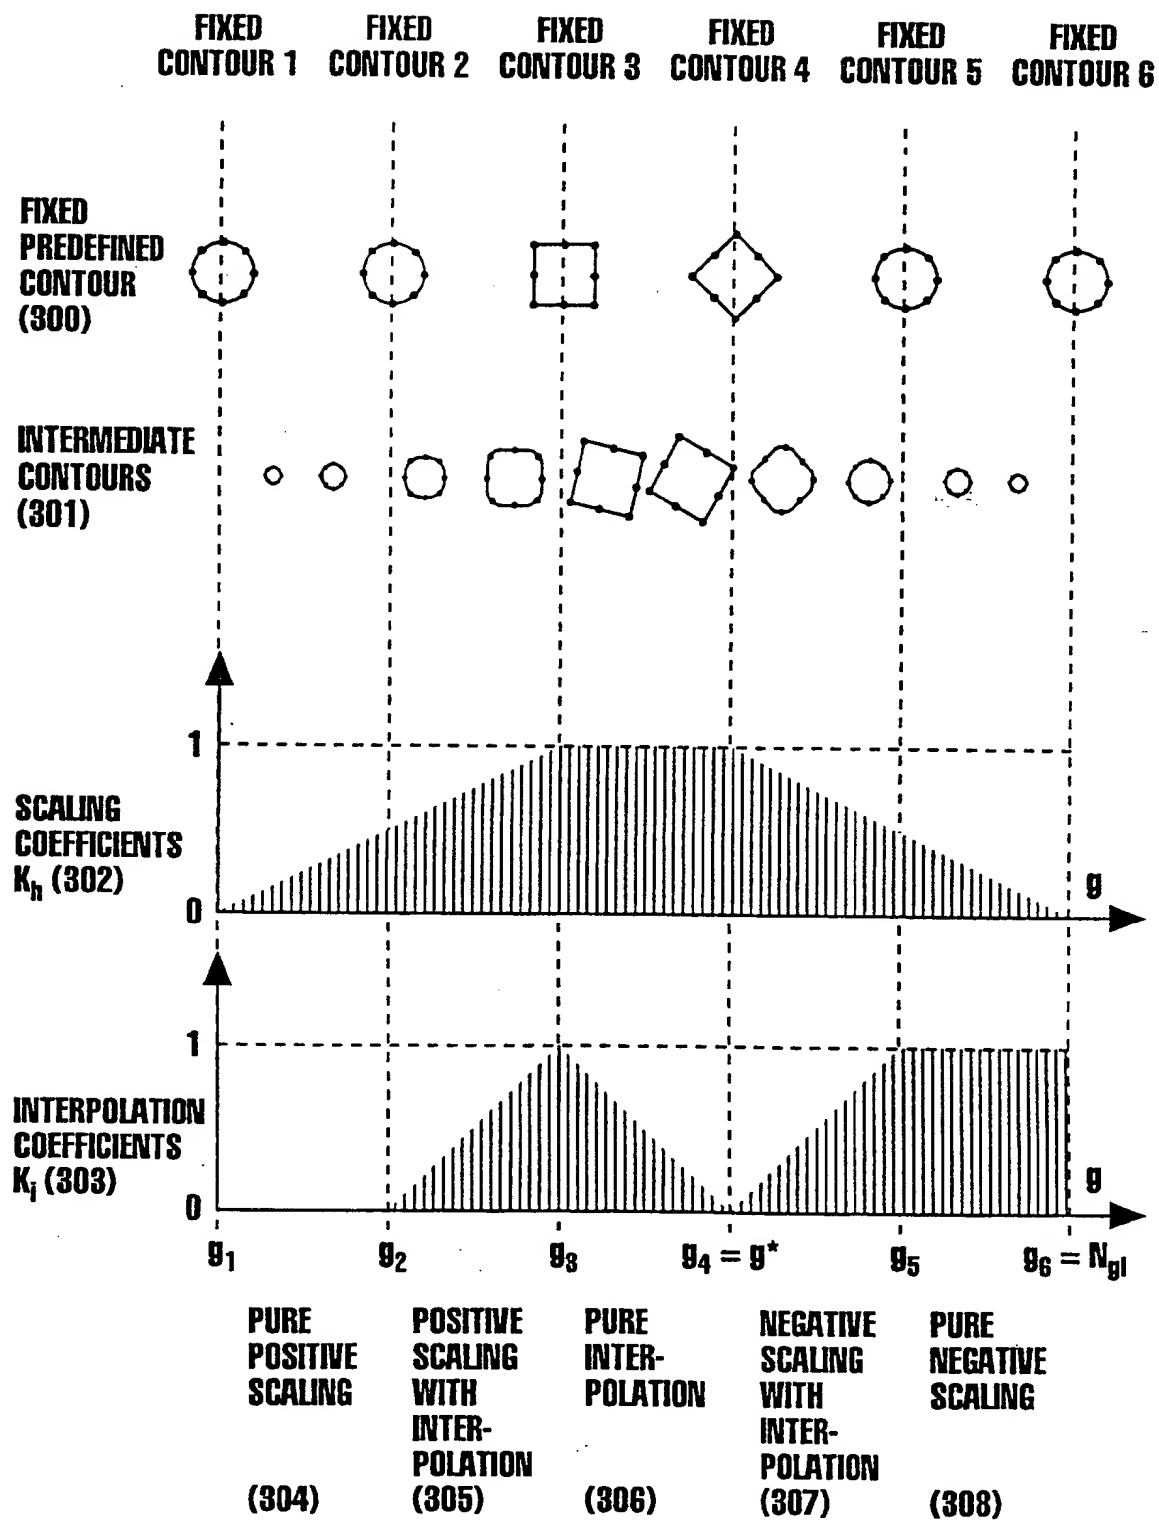 FIXED CONTOUR 1
FIXED CONTOUR 2
FIXED CONTOUR 3
FIXED CONTOUR 4
FIXED CONTOUR 5
FIXED CONTOUR 6
FIXED
PREDEFINED
CONTOUR
(300)
INTERMEDIATE
CONTOURS
(301)
1
SCALING
COEFFICIENTS
Kh (302)
0
g
1
INTERPOLATION
COEFFICIENTS
Ki (303)
0
g
g1
g2
g3
g4 = g*
g5
g6 = Ngl
PURE
POSITIVE
SCALING
(304)
POSITIVE
SCALING
WITH
INTER-
POLATION
(305)
PURE
INTER-
POLATION
(306)
NEGATIVE
SCALING
WITH
INTER-
POLATION
(307)
PURE
NEGATIVE
SCALING
(308)